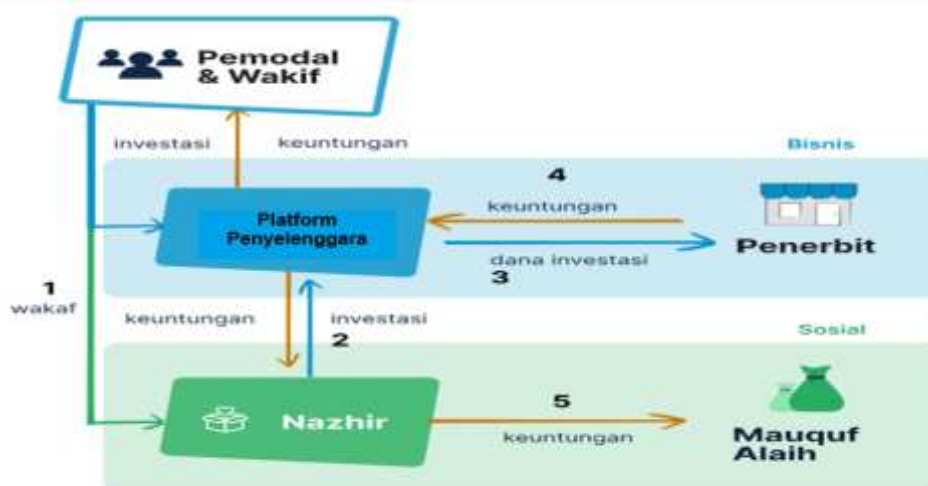 Pemodal
& Wakif
investasi
keuntungan
Bisnis
4
keuntungan
Platform
Penyelenggara
Penerbit
dana investasi
3
1
wakaf
keuntungan
investasi
2
Sosial
Nazhir
5
keuntungan
Mauquf
Alaih